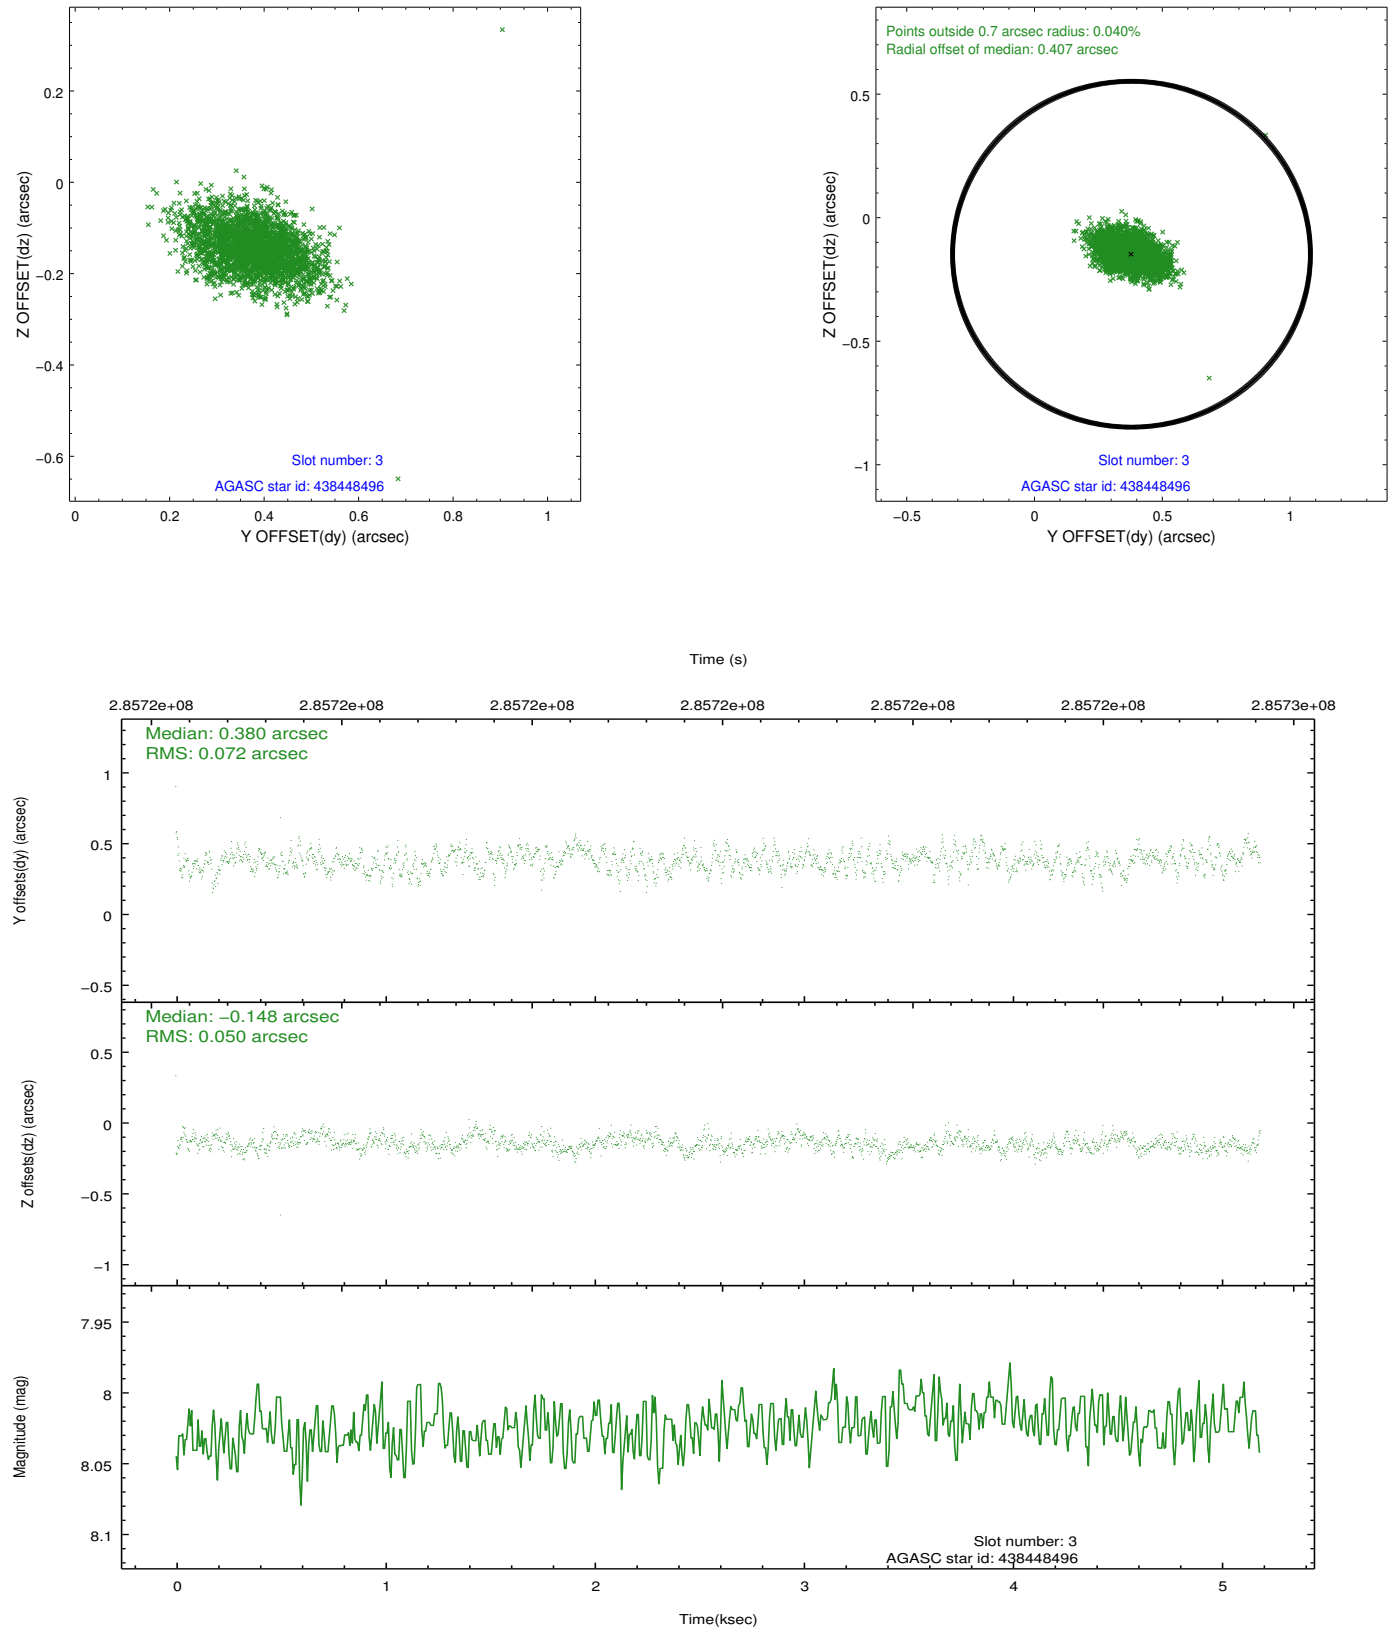 0.2
0
−0.2
−0.4
−0.6
Z OFFSET(dz) (arcsec)
Slot number: 3
AGASC star id: 438448496
0 0.2 0.4 0.6 0.8 1
Y OFFSET(dy) (arcsec)
Points outside 0.7 arcsec radius: 0.040%
Radial offset of median: 0.407 arcsec
0.5
0
−0.5
−1
Z OFFSET(dz) (arcsec)
Slot number: 3
AGASC star id: 438448496
−0.5 0 0.5 1
Y OFFSET(dy) (arcsec)
Time (s)
2.8572e+08 2.8572e+08 2.8572e+08 2.8572e+08 2.8572e+08 2.8572e+08 2.8573e+08
Median: 0.380 arcsec
RMS: 0.072 arcsec
1
0.5
0
−0.5
Y offsets(dy) (arcsec)
Median: −0.148 arcsec
RMS: 0.050 arcsec
0.5
0
−0.5
−1
Z offsets(dz) (arcsec)
7.95
8
8.05
8.1
Magnitude (mag)
Slot number: 3
AGASC star id: 438448496
0 1 2 3 4 5
Time(ksec)